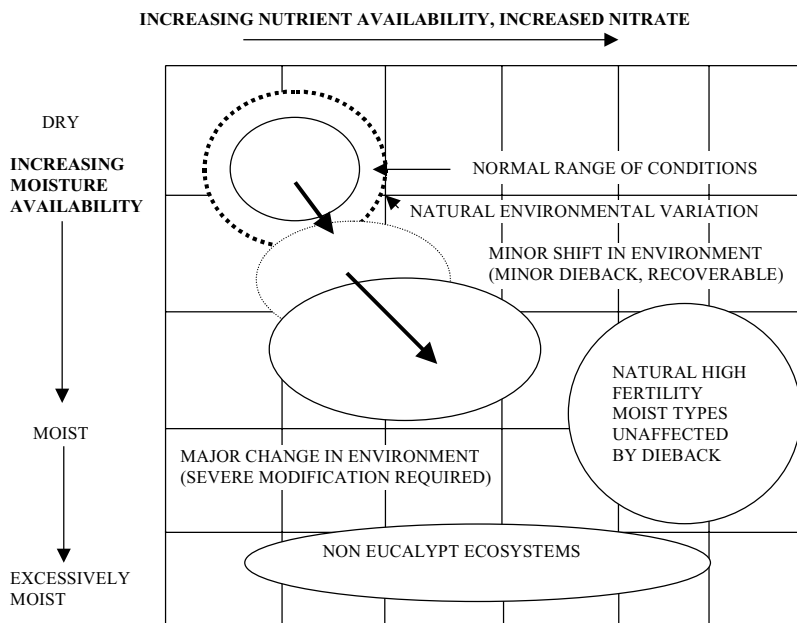 INCREASING NUTRIENT AVAILABILITY, INCREASED NITRATE
DRY
INCREASING
MOISTURE
AVAILABILITY
NORMAL RANGE OF CONDITIONS
NATURAL ENVIRONMENTAL VARIATION
MINOR SHIFT IN ENVIRONMENT
(MINOR DIEBACK, RECOVERABLE)
NATURAL HIGH
FERTILITY
MOIST TYPES
UNAFFECTED
BY DIEBACK
MOIST
MAJOR CHANGE IN ENVIRONMENT
(SEVERE MODIFICATION REQUIRED)
NON EUCALYPT ECOSYSTEMS
EXCESSIVELY
MOIST